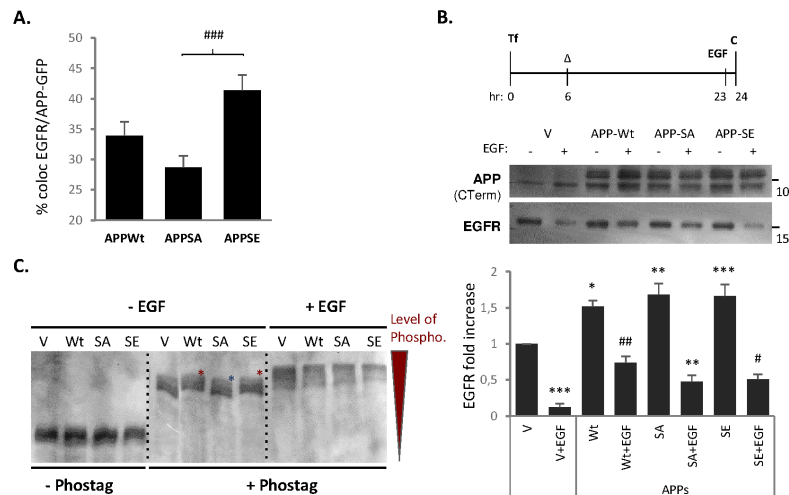 A.
% coloc EGFR/APP-GFP
50
45
40
35
30
25
20
###
APPWt APPSA APPSE
B.
Tf C
Δ EGF
hr: 0 6 23 24
V APP-Wt APP-SA APP-SE
EGF: - + - + - + - +
APP
(CTerm)
10
EGFR
15
EGFR fold increase
2
1,5
1
0,5
0
*** * ## ** ** *** #
V V+EGF Wt Wt+EGF SA SA+EGF SE SE+EGF
APPs
C.
- EGF + EGF
V Wt SA SE V Wt SA SE V Wt SA SE
Level of
Phospho.
* * *
- Phostag + Phostag